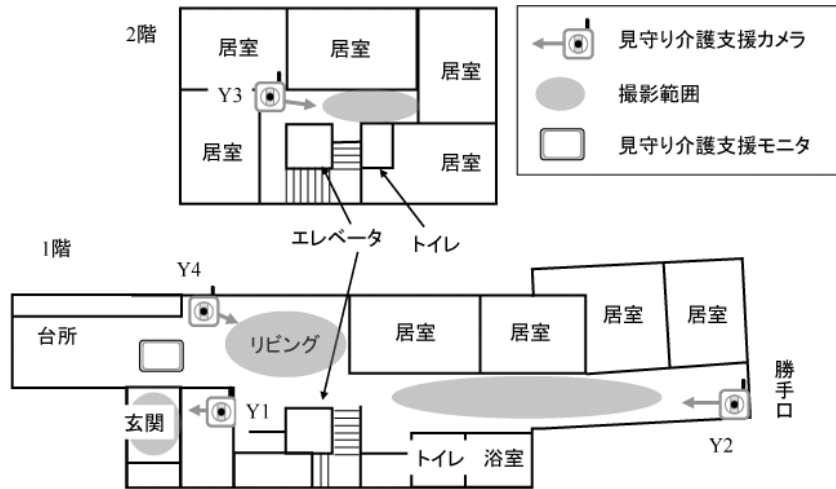 2階
居室
居室
居室
Y3
居室
居室
見守り介護支援カメラ
撮影範囲
見守り介護支援モニタ
エレベータ
トイレ
1階
Y4
台所
リビング
居室
居室
居室
居室
勝手口
玄関
Y1
トイレ
浴室
Y2